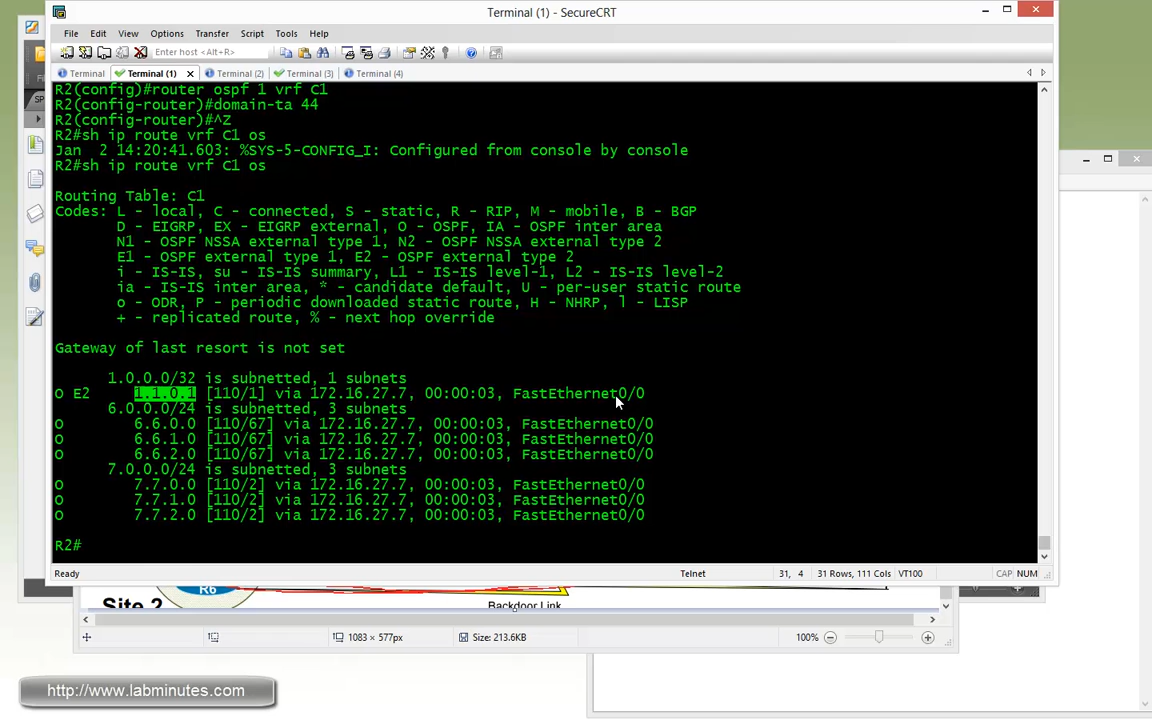 Terminal (1) - SecureCRT
File Edit View Options Transfer Script Tools Help
Enter host <Alt+R>
Terminal Terminal (1) Terminal (2) Terminal (3) Terminal (4)
R2(config)#router ospf 1 vrf C1
R2(config-router)#domain-ta 44
R2(config-router)#^Z
R2#sh ip route vrf C1 os
Jan  2 14:20:41.603: %SYS-5-CONFIG_I: Configured from console by console
R2#sh ip route vrf C1 os
Routing Table: C1
Codes: L - local, C - connected, S - static, R - RIP, M - mobile, B - BGP
D - EIGRP, EX - EIGRP external, O - OSPF, IA - OSPF inter area
N1 - OSPF NSSA external type 1, N2 - OSPF NSSA external type 2
E1 - OSPF external type 1, E2 - OSPF external type 2
i - IS-IS, su - IS-IS summary, L1 - IS-IS level-1, L2 - IS-IS level-2
ia - IS-IS inter area, * - candidate default, U - per-user static route
o - ODR, P - periodic downloaded static route, H - NHRP, l - LISP
+ - replicated route, % - next hop override
Gateway of last resort is not set
1.0.0.0/32 is subnetted, 1 subnets
O E2 1.1.0.1 [110/1] via 172.16.27.7, 00:00:03, FastEthernet0/0
6.0.0.0/24 is subnetted, 3 subnets
O 6.6.0.0 [110/67] via 172.16.27.7, 00:00:03, FastEthernet0/0
O 6.6.1.0 [110/67] via 172.16.27.7, 00:00:03, FastEthernet0/0
O 6.6.2.0 [110/67] via 172.16.27.7, 00:00:03, FastEthernet0/0
7.0.0.0/24 is subnetted, 3 subnets
O 7.7.0.0 [110/2] via 172.16.27.7, 00:00:03, FastEthernet0/0
O 7.7.1.0 [110/2] via 172.16.27.7, 00:00:03, FastEthernet0/0
O 7.7.2.0 [110/2] via 172.16.27.7, 00:00:03, FastEthernet0/0
R2#
Ready Telnet 31, 4 31 Rows, 111 Cols VT100 CAP NUM
R6
Site 2 Backdoor Link
1083 × 577px Size: 213.6KB 100%
http://www.labminutes.com